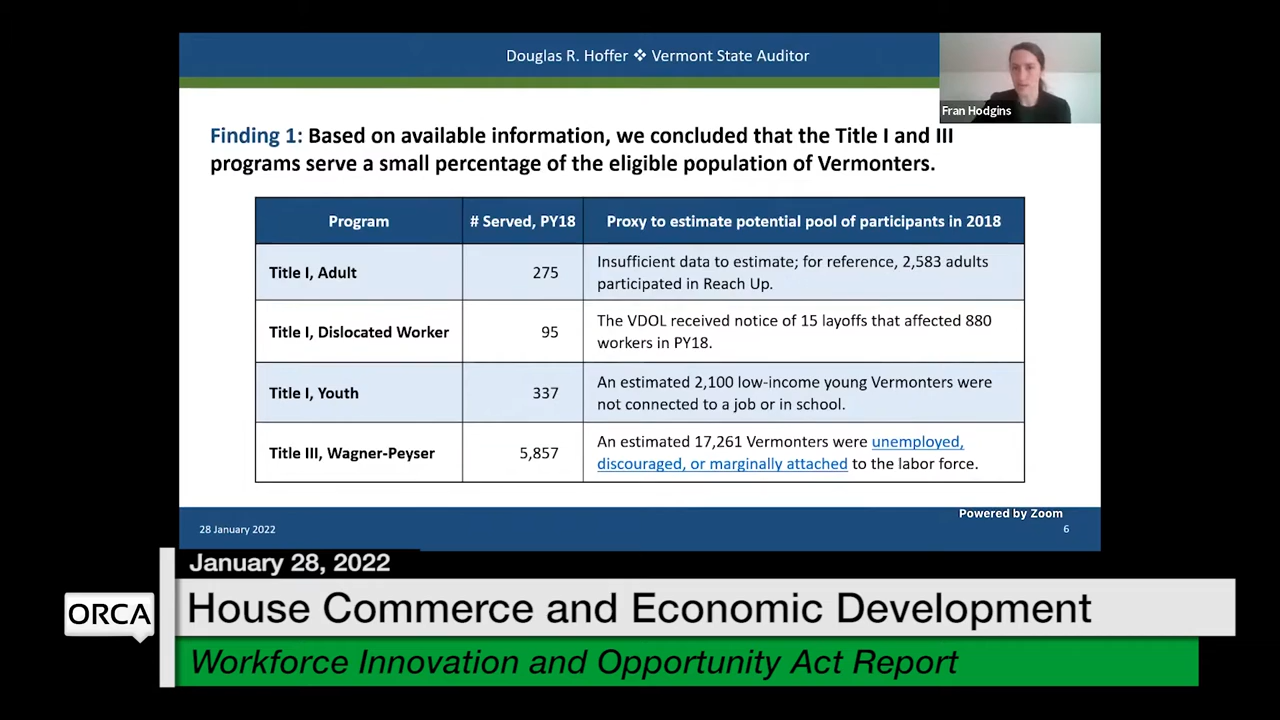 Douglas R. Hoffer ❖ Vermont State Auditor
Fran Hodgins
Finding 1: Based on available information, we concluded that the Title I and III
programs serve a small percentage of the eligible population of Vermonters.
Program
# Served, PY18
Proxy to estimate potential pool of participants in 2018
Title I, Adult
275
Insufficient data to estimate; for reference, 2,583 adults
participated in Reach Up.
Title I, Dislocated Worker
95
The VDOL received notice of 15 layoffs that affected 880
workers in PY18.
Title I, Youth
337
An estimated 2,100 low-income young Vermonters were
not connected to a job or in school.
Title III, Wagner-Peyser
5,857
An estimated 17,261 Vermonters were unemployed,
discouraged, or marginally attached to the labor force.
Powered by Zoom
28 January 2022
6
January 28, 2022
ORCA
House Commerce and Economic Development
Workforce Innovation and Opportunity Act Report